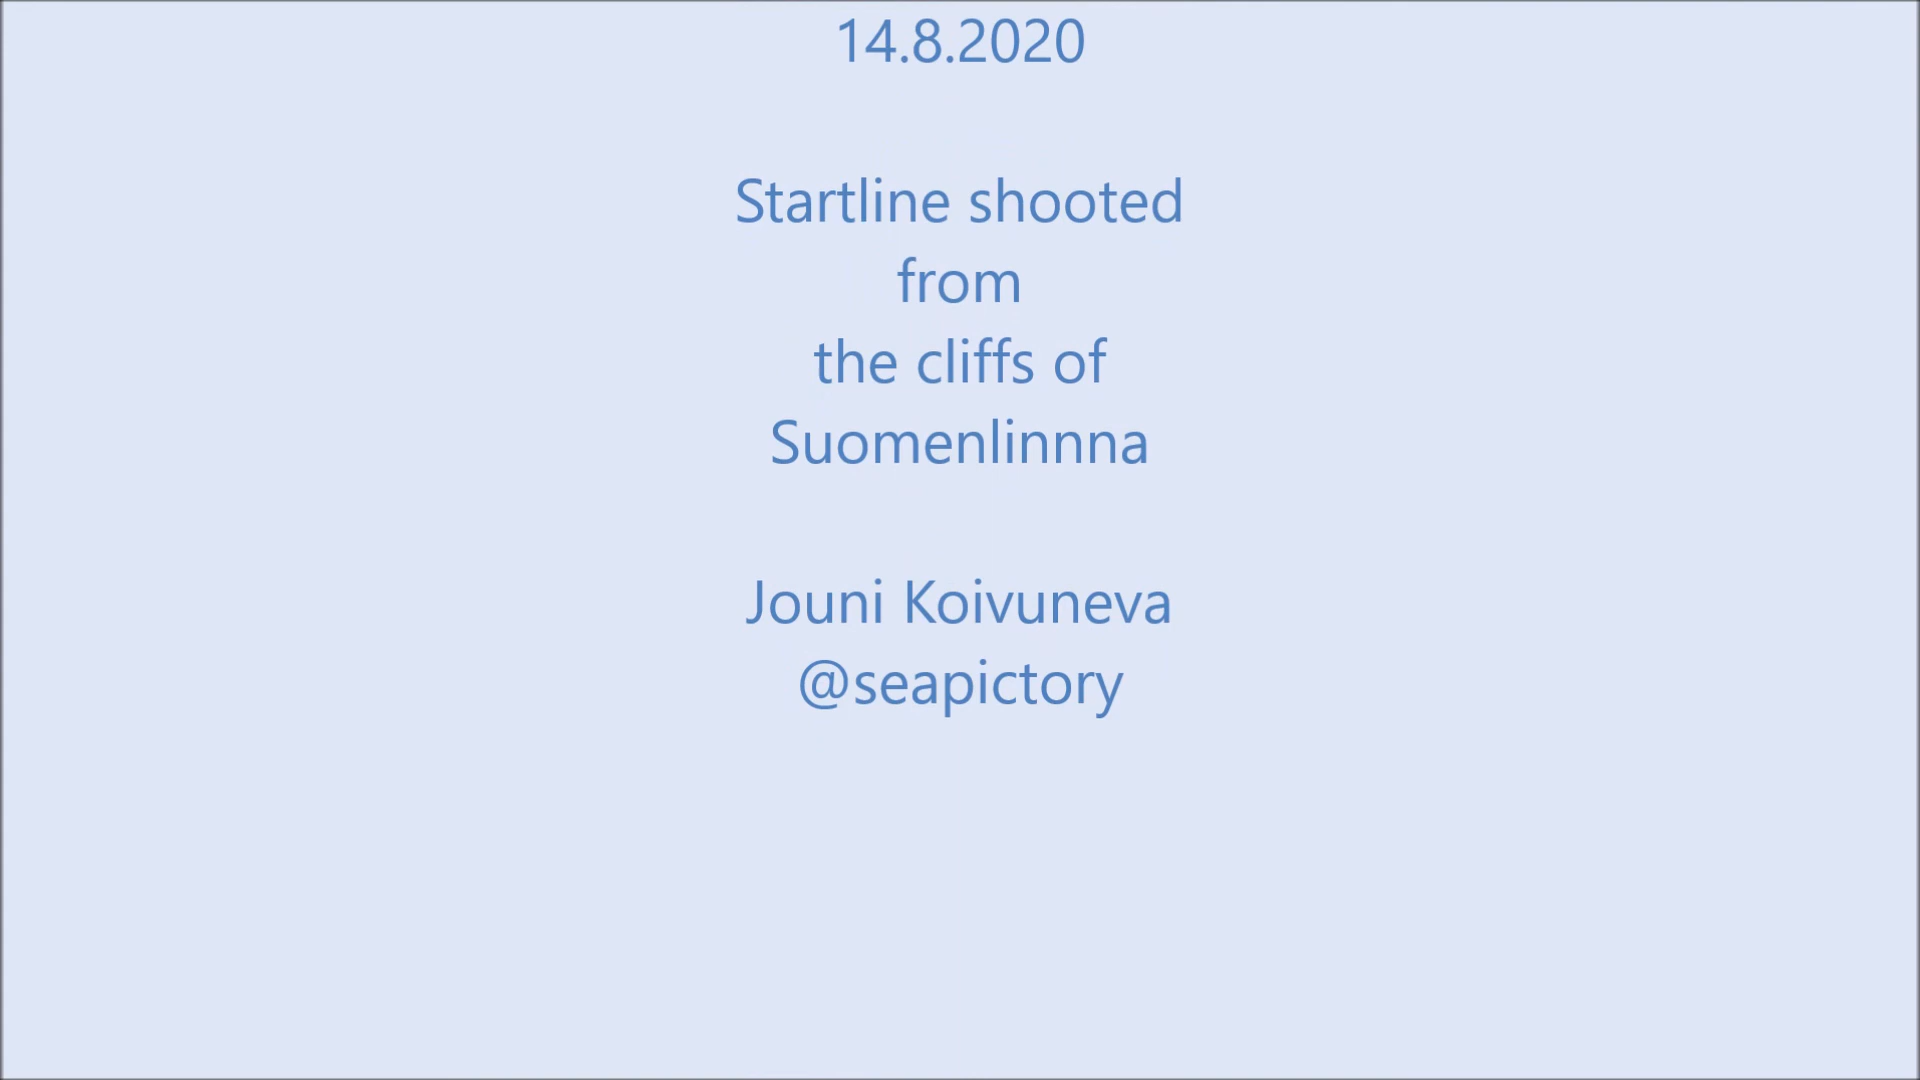 14.8.2020
Startline shooted
from
the cliffs of
Suomenlinnna
Jouni Koivuneva
@seapictory